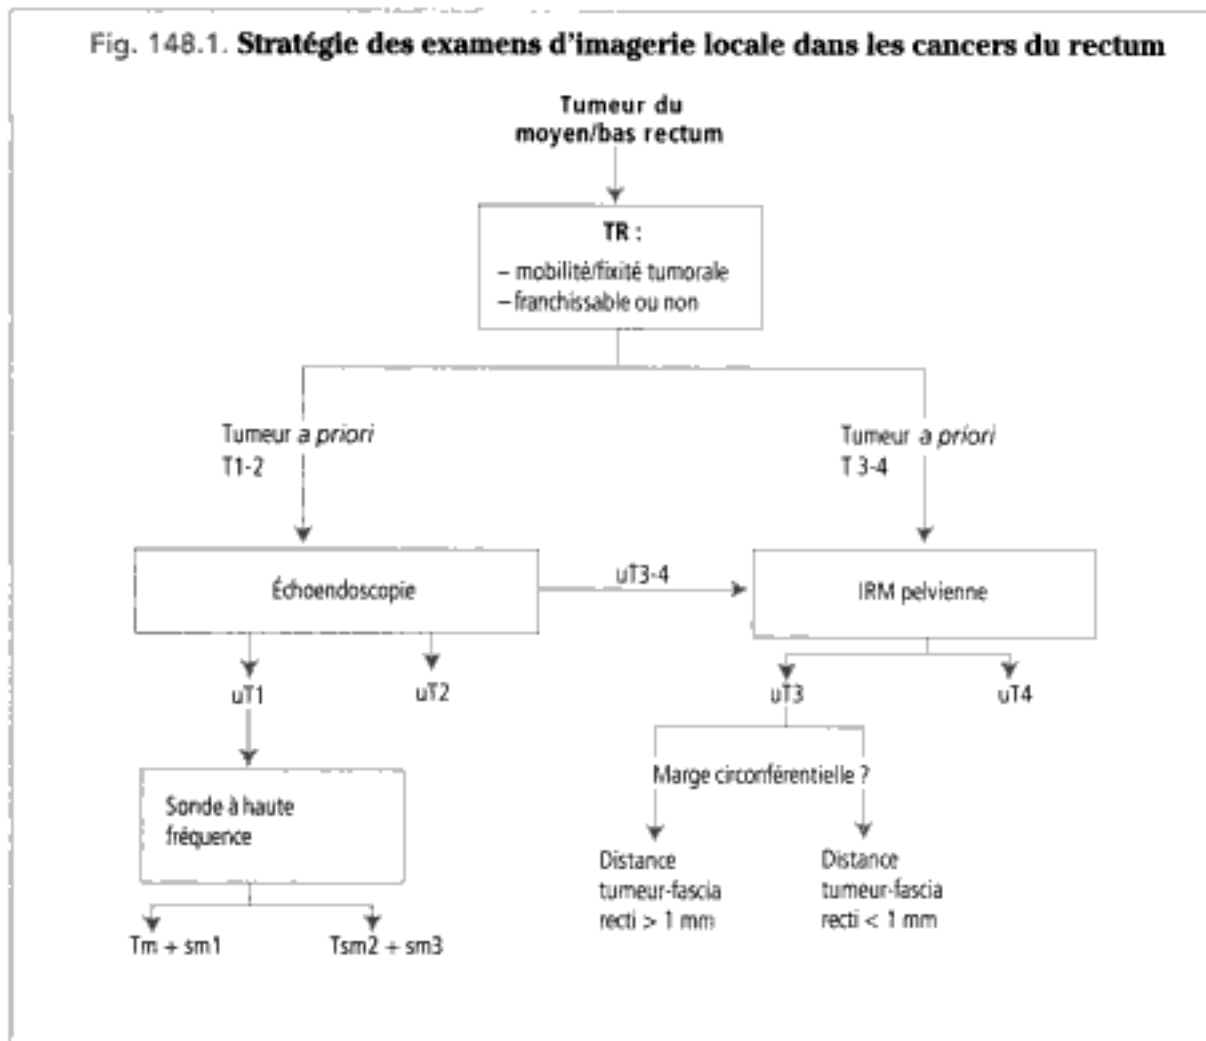 Fig. 148.1. Stratégie des examens d'imagerie locale dans les cancers du rectum
Tumeur du
moyen/bas rectum
TR :
– mobilité/fixité tumorale
– franchissable ou non
Tumeur a priori
T1-2
Tumeur a priori
T 3-4
Échoendoscopie
uT3-4
IRM pelvienne
uT1
uT2
uT3
uT4
Marge circonférentielle ?
Sonde à haute
fréquence
Distance
tumeur-fascia
recti > 1 mm
Distance
tumeur-fascia
recti < 1 mm
Tm + sm1
Tsm2 + sm3